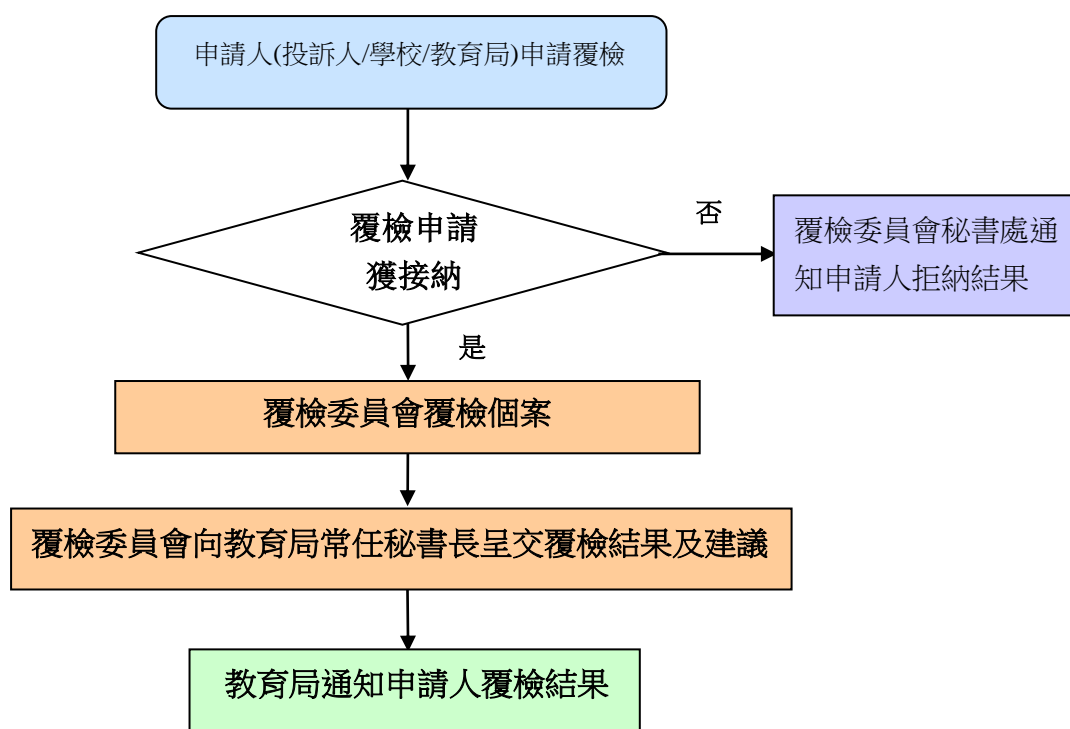 申請人(投訴人/學校/教育局)申請覆檢
覆檢申請
獲接納
否
覆檢委員會秘書處通
知申請人拒納結果
是
覆檢委員會覆檢個案
覆檢委員會向教育局常任秘書長呈交覆檢結果及建議
教育局通知申請人覆檢結果